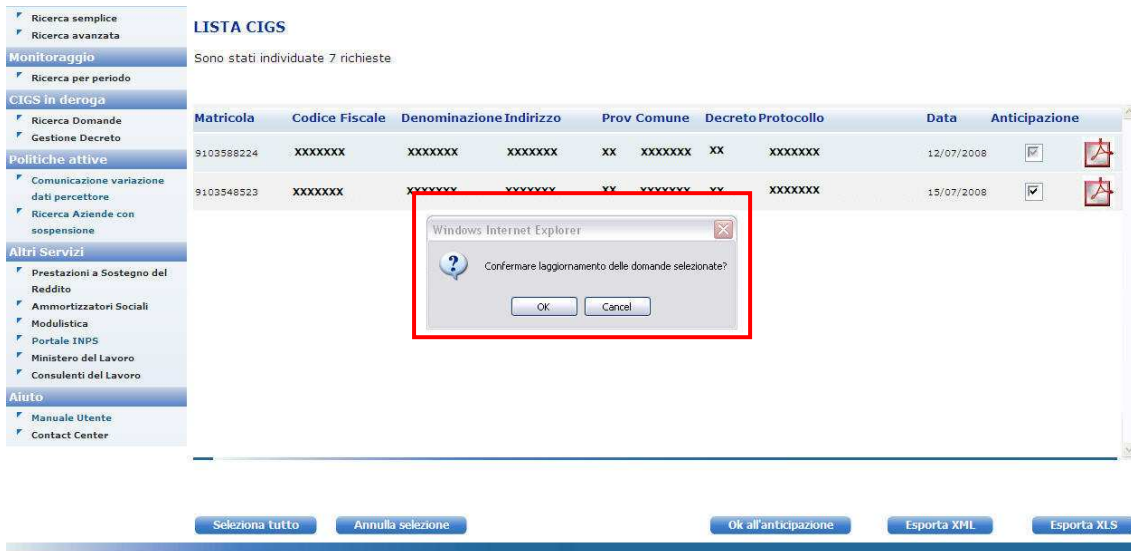 Ricerca semplice
Ricerca avanzata
Monitoraggio
Ricerca per periodo
CIGS in deroga
Ricerca Domande
Gestione Decreto
Politiche attive
Comunicazione variazione
dati percettore
Ricerca Aziende con
sospensione
Altri Servizi
Prestazioni a Sostegno del
Reddito
Ammortizzatori Sociali
Modulistica
Portale INPS
Ministero del Lavoro
Consulenti del Lavoro
Aiuto
Manuale Utente
Contact Center
LISTA CIGS
Sono stati individuate 7 richieste
Matricola Codice Fiscale Denominazione Indirizzo Prov Comune Decreto Protocollo Data Anticipazione
9103588224 XXXXXXX XXXXXXX XXXXXXX XX XXXXXXX XX XXXXXXX 12/07/2008
9103548523 XXXXXXX XXXXXXX XXXXXXX XX XXXXXXX XX XXXXXXX 15/07/2008
Windows Internet Explorer
Confermare laggiornamento delle domande selezionate?
OK Cancel
Seleziona tutto Annulla selezione Ok all'anticipazione Esporta XML Esporta XLS